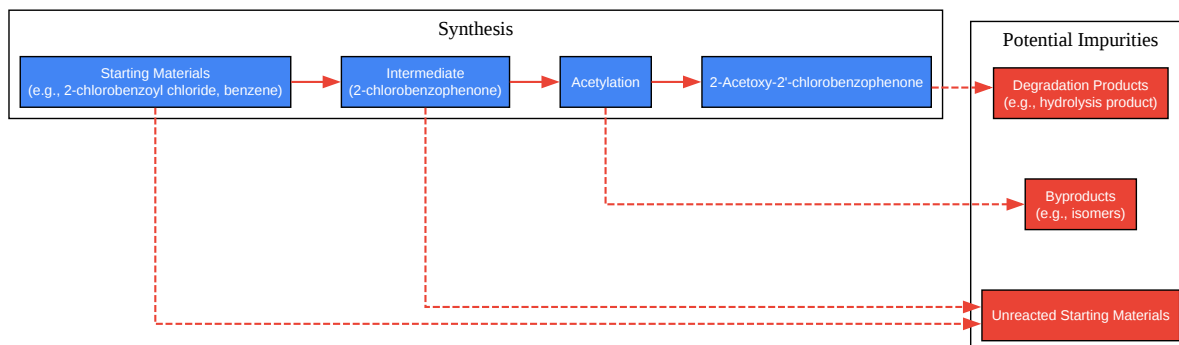 Synthesis
Starting Materials
(e.g., 2-chlorobenzoyl chloride, benzene)
Intermediate
(2-chlorobenzophenone)
Acetylation
2-Acetoxy-2'-chlorobenzophenone
Potential Impurities
Degradation Products
(e.g., hydrolysis product)
Byproducts
(e.g., isomers)
Unreacted Starting Materials